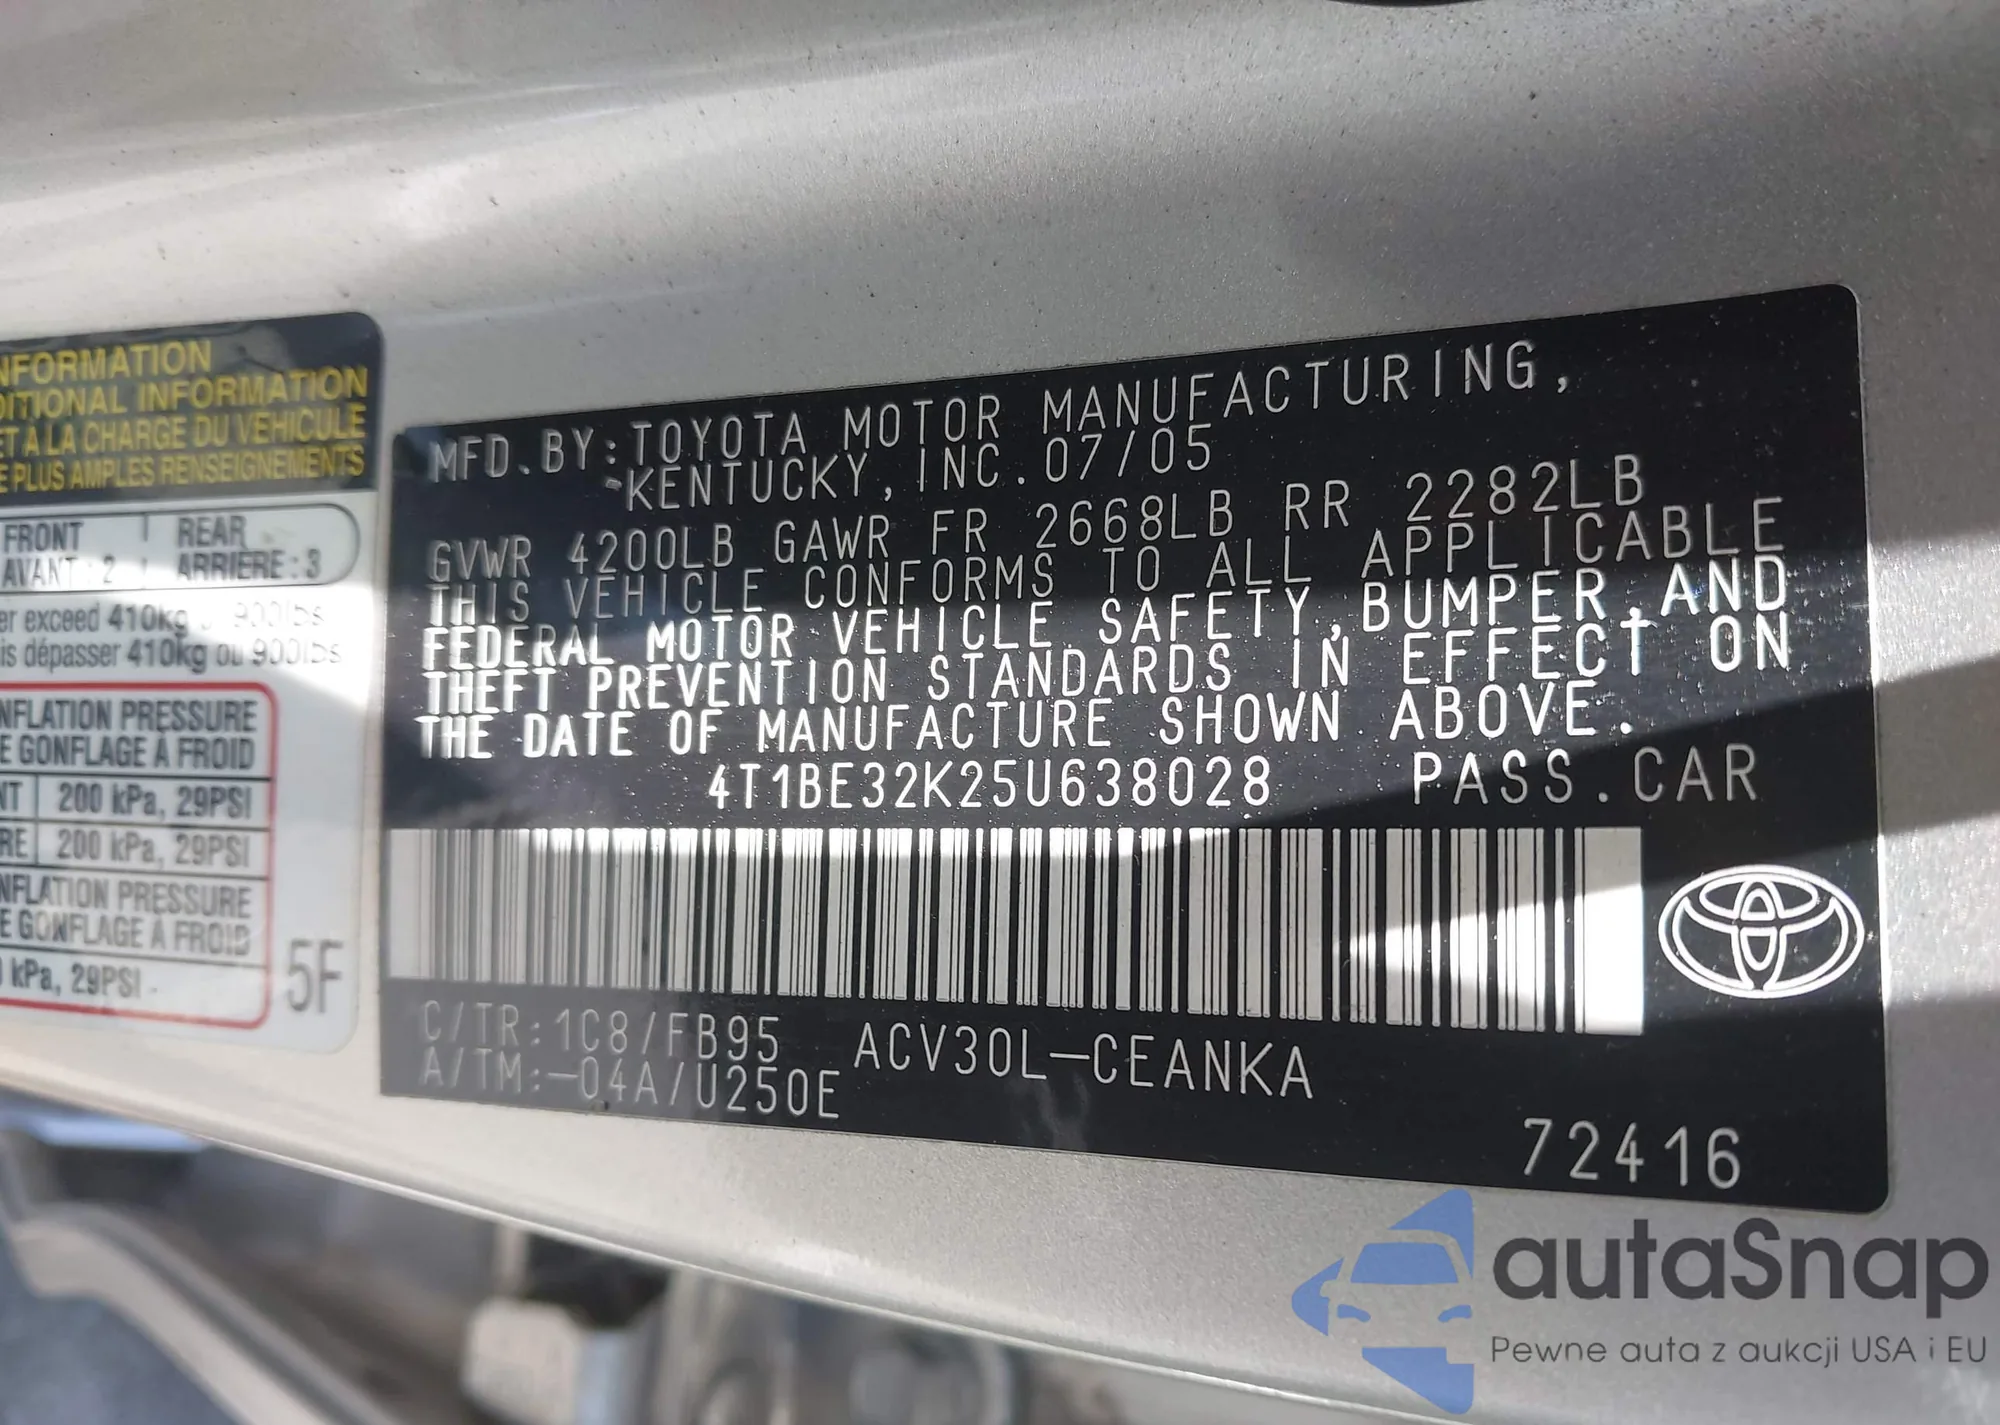 NFORMATION
DITIONAL INFORMATION
ET A LA CHARGE DU VEHICULE
E PLUS AMPLES RENSEIGNEMENTS
FRONT REAR
AVANT : 2 ARRIERE : 3
er exceed 410kg 900lbs
is dépasser 410kg ou 900lbs
NFLATION PRESSURE
E GONFLAGE À FROID
NT 200 kPa, 29PSI
RE 200 kPa, 29PSI
NFLATION PRESSURE
E GONFLAGE À FROID
kPa, 29PSI
5F
MFD.BY:TOYOTA MOTOR MANUFACTURING,
KENTUCKY,INC.07/05
GVWR 4200LB GAWR FR 2668LB RR 2282LB
THIS VEHICLE CONFORMS TO ALL APPLICABLE
FEDERAL MOTOR VEHICLE SAFETY,BUMPER,AND
THEFT PREVENTION STANDARDS IN EFFECT ON
THE DATE OF MANUFACTURE SHOWN ABOVE.
4T1BE32K25U638028 PASS.CAR
C/TR:1C8/FB95 ACV30L-CEANKA
A/TM:-04A/U250E
72416
autaSnap
Pewne auta z aukcji USA i EU